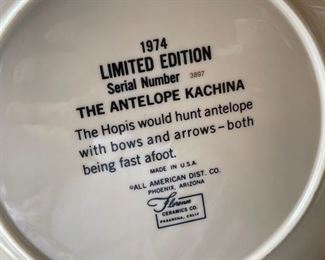 1974
LIMITED EDITION
Serial Number 3897
THE ANTELOPE KACHINA
The Hopis would hunt antelope
with bows and arrows-both
being fast afoot.
MADE IN U.S.A.
©ALL AMERICAN DIST. CO.
PHOENIX, ARIZONA
Florence
CERAMICS CO.
PASADENA, CALIF